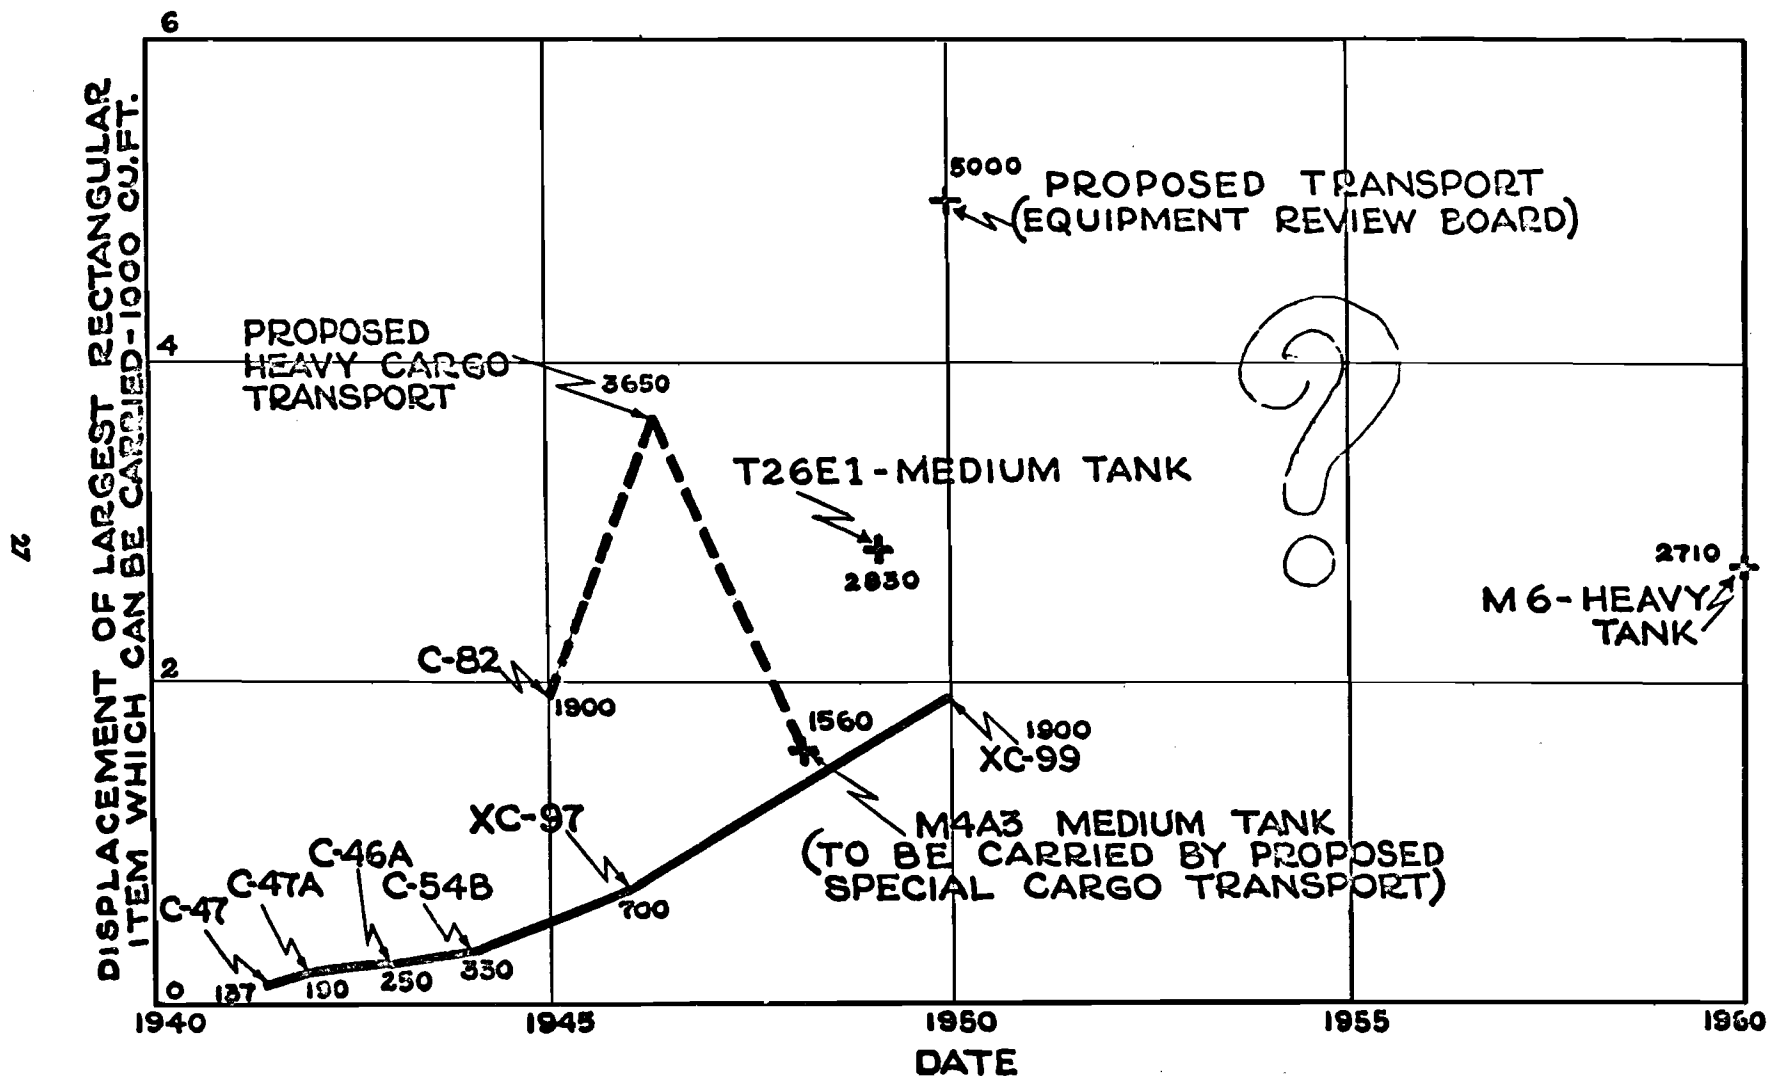 6
4
2
0
DISPLACEMENT OF LARGEST RECTANGULAR
ITEM WHICH CAN BE CARRIED-1000 CU.FT.
5000
PROPOSED TRANSPORT
(EQUIPMENT REVIEW BOARD)
PROPOSED
HEAVY CARGO
TRANSPORT
3650
T26E1-MEDIUM TANK
2830
?
2710
M6-HEAVY
TANK
C-82
1900
1560
1900
XC-99
M4A3 MEDIUM TANK
(TO BE CARRIED BY PROPOSED
SPECIAL CARGO TRANSPORT)
XC-97
700
C-46A
C-47A
C-54B
C-47
137
190
250
330
1940
1945
1950
1955
1960
DATE
27